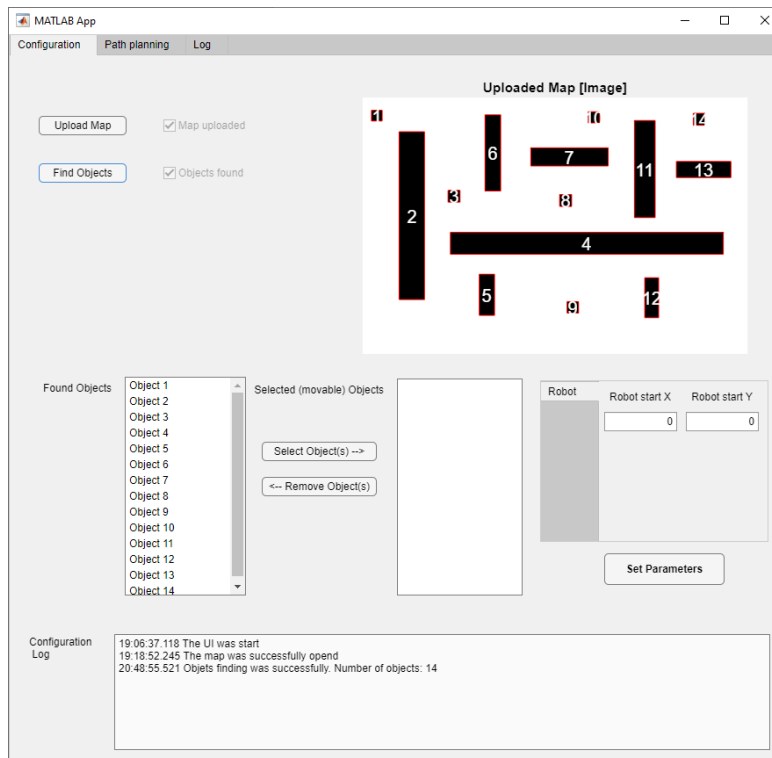 MATLAB App
Configuration Path planning Log
Uploaded Map [Image]
Upload Map Map uploaded
Find Objects Objects found
1
10
14
6
7
11
13
3
8
2
4
5
9
12
Found Objects
Object 1
Object 2
Object 3
Object 4
Object 5
Object 6
Object 7
Object 8
Object 9
Object 10
Object 11
Object 12
Object 13
Object 14
Selected (movable) Objects
Select Object(s) -->
<-- Remove Object(s)
Robot
Robot start X Robot start Y
0 0
Set Parameters
Configuration
Log
19:06:37.118 The UI was start
19:18:52.245 The map was successfully opend
20:48:55.521 Objets finding was successfully. Number of objects: 14